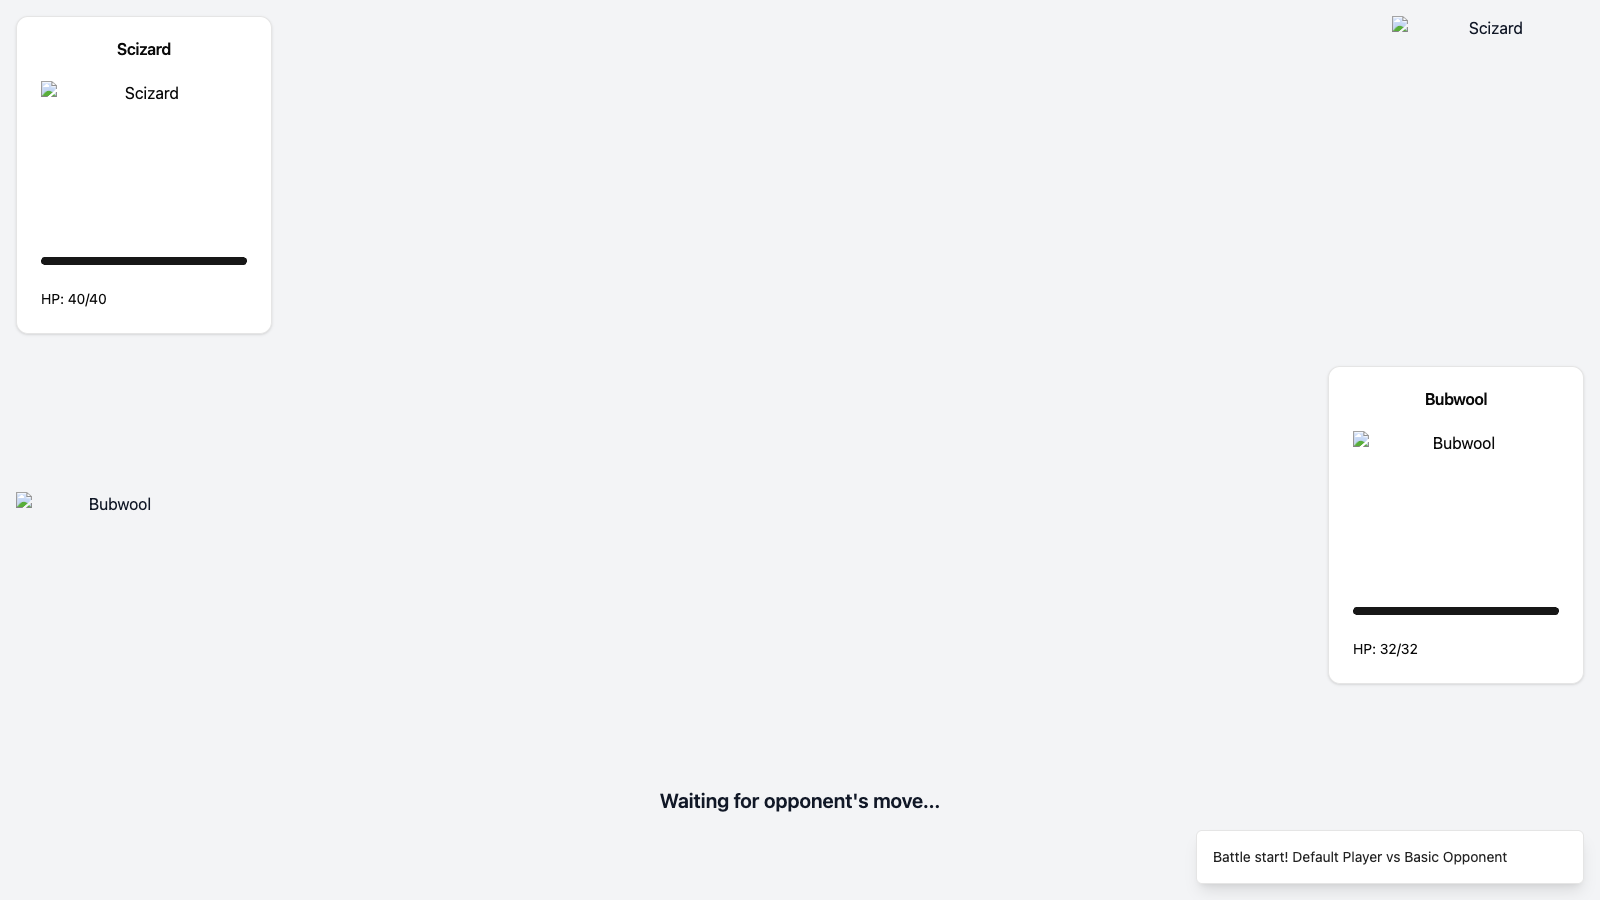 Scizard
Scizard
HP: 40/40
Scizard
Bubwool
Bubwool
Bubwool
HP: 32/32
Waiting for opponent's move...
Battle start! Default Player vs Basic Opponent